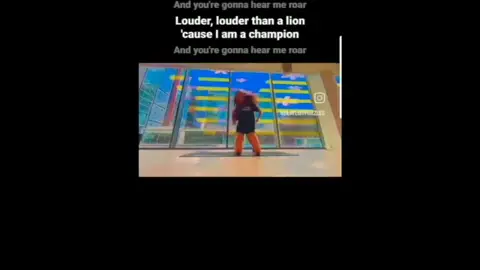 And you're gonna hear me roar
Louder, louder than a lion
'cause I am a champion
And you're gonna hear me roar